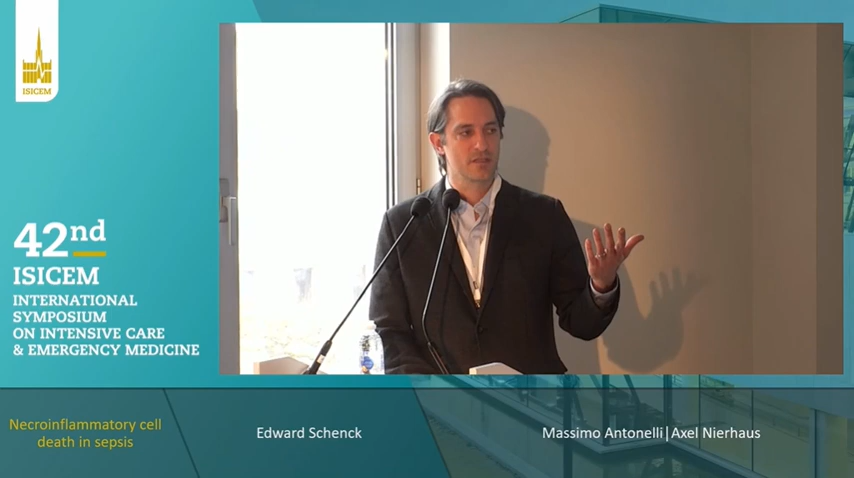 ISICEM
42nd
ISICEM
INTERNATIONAL
SYMPOSIUM
ON INTENSIVE CARE
& EMERGENCY MEDICINE
Necroinflammatory cell
death in sepsis
Edward Schenck
Massimo Antonelli|Axel Nierhaus